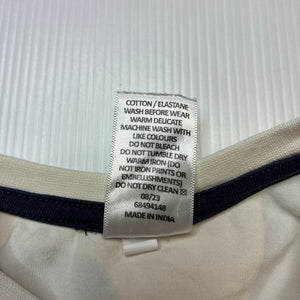 COTTON / ELASTANE
WASH BEFORE WEAR
WARM DELICATE
MACHINE WASH WITH
LIKE COLOURS
DO NOT BLEACH
DO NOT TUMBLE DRY
WARM IRON (DO
NOT IRON PRINTS OR
EMBELLISHMENTS)
DO NOT DRY CLEAN
08/23
68494148
MADE IN INDIA